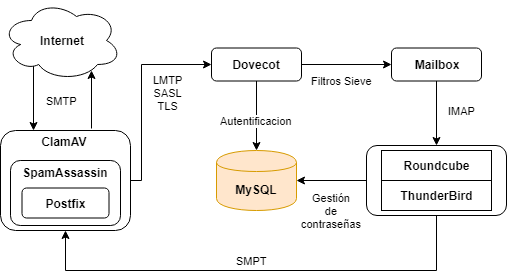 Internet
SMTP
ClamAV
SpamAssassin
Postfix
LMTP
SASL
TLS
Dovecot
Filtros Sieve
Mailbox
Autentificacion
IMAP
MySQL
Gestión
de
contraseñas
Roundcube
ThunderBird
SMPT